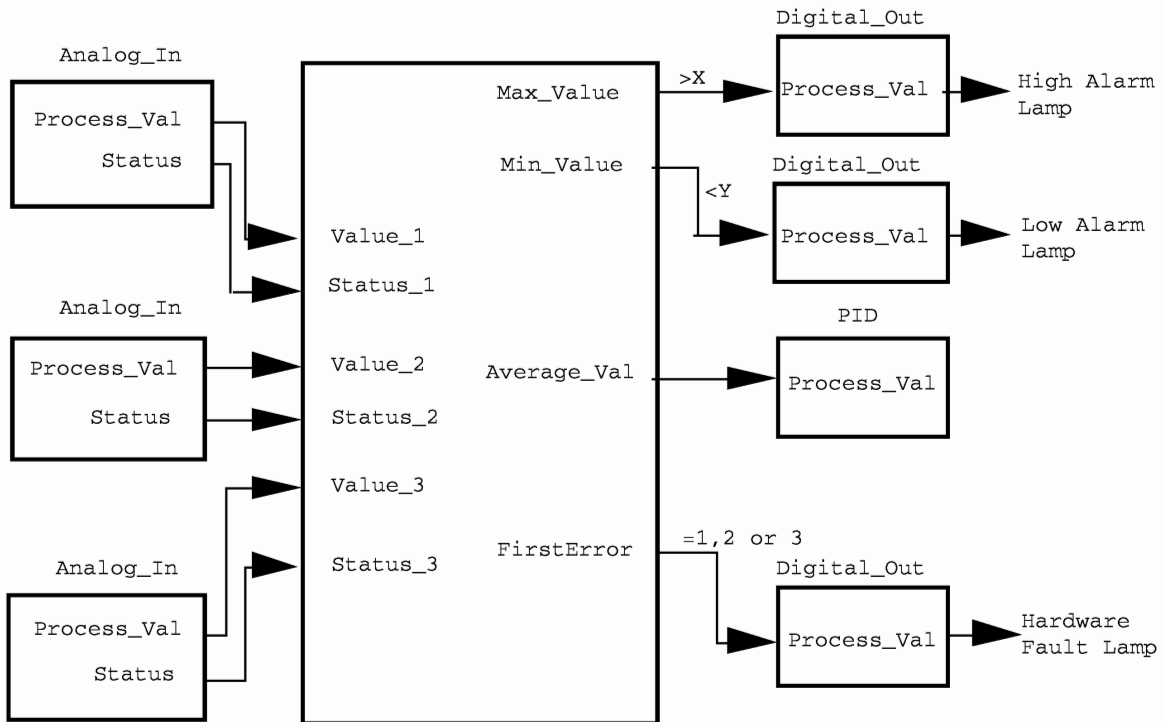 Analog_In
Process_Val
Status
Analog_In
Process_Val
Status
Analog_In
Process_Val
Status
Value_1
Status_1
Value_2
Status_2
Value_3
Status_3
Max_Value
Min_Value
Average_Val
FirstError
>X
Digital_Out
Process_Val
High Alarm
Lamp
<Y
Digital_Out
Process_Val
Low Alarm
Lamp
PID
Process_Val
=1,2 or 3
Digital_Out
Process_Val
Hardware
Fault Lamp